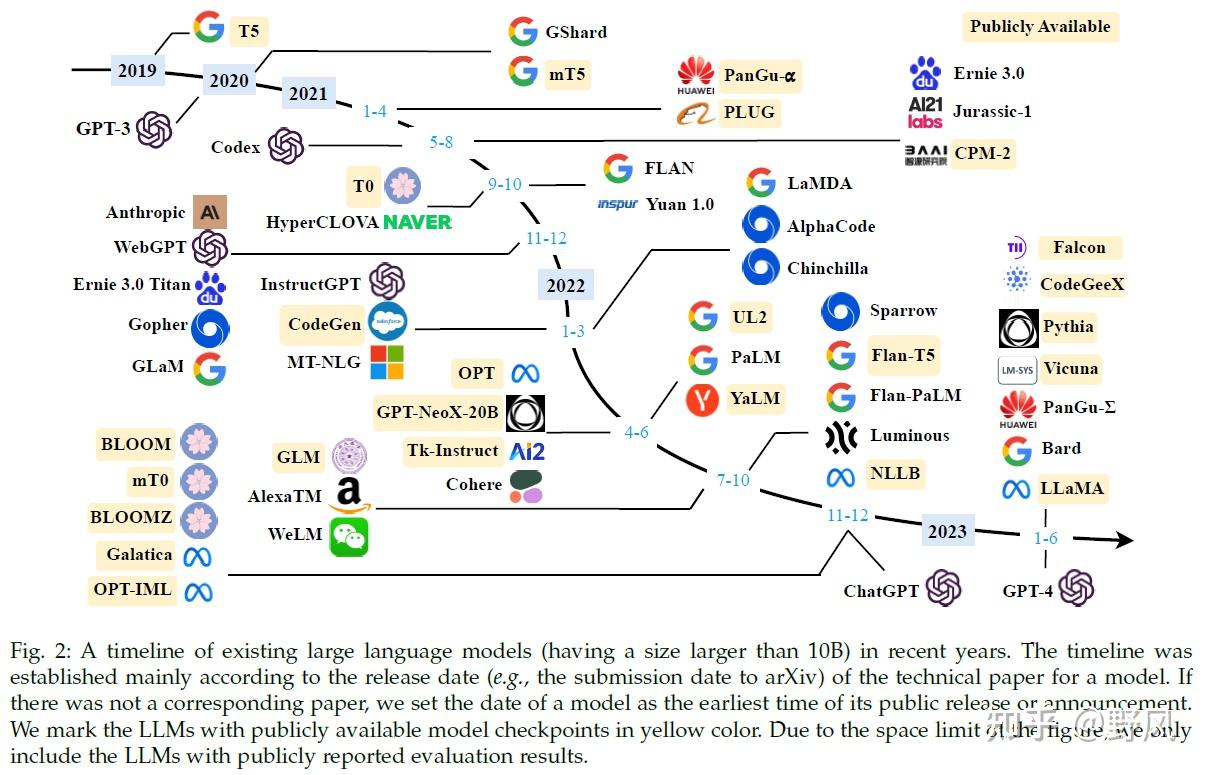 T5
GShard
Publicly Available
mT5
2019
2020
2021
GPT-3
PanGu-α
HUAWEI
PLUG
Ernie 3.0
du
AI21 labs
Jurassic-1
BAAI
智源研究院
CPM-2
1-4
Codex
5-8
T0
HyperCLOVA NAVER
9-10
FLAN
inspur Yuan 1.0
Anthropic
WebGPT
Ernie 3.0 Titan
du
Gopher
GLaM
11-12
LaMDA
AlphaCode
Chinchilla
2022
InstructGPT
CodeGen
salesforce
MT-NLG
1-3
OPT
GPT-NeoX-20B
Tk-Instruct Ai2
Cohere
UL2
PaLM
YaLM
Y
4-6
Sparrow
Flan-T5
Flan-PaLM
Luminous
NLLB
TII
Falcon
CodeGeeX
Pythia
LM-SYS
Vicuna
PanGu-Σ
HUAWEI
Bard
LLaMA
BLOOM
mT0
BLOOMZ
Galatica
OPT-IML
GLM
AlexaTM
a
WeLM
7-10
11-12
2023
1-6
ChatGPT
GPT-4
Fig. 2: A timeline of existing large language models (having a size larger than 10B) in recent years. The timeline was
established mainly according to the release date (e.g., the submission date to arXiv) of the technical paper for a model. If
there was not a corresponding paper, we set the date of a model as the earliest time of its public release or announcement.
We mark the LLMs with publicly available model checkpoints in yellow color. Due to the space limit of the figure, we only
include the LLMs with publicly reported evaluation results.
知乎 @野风